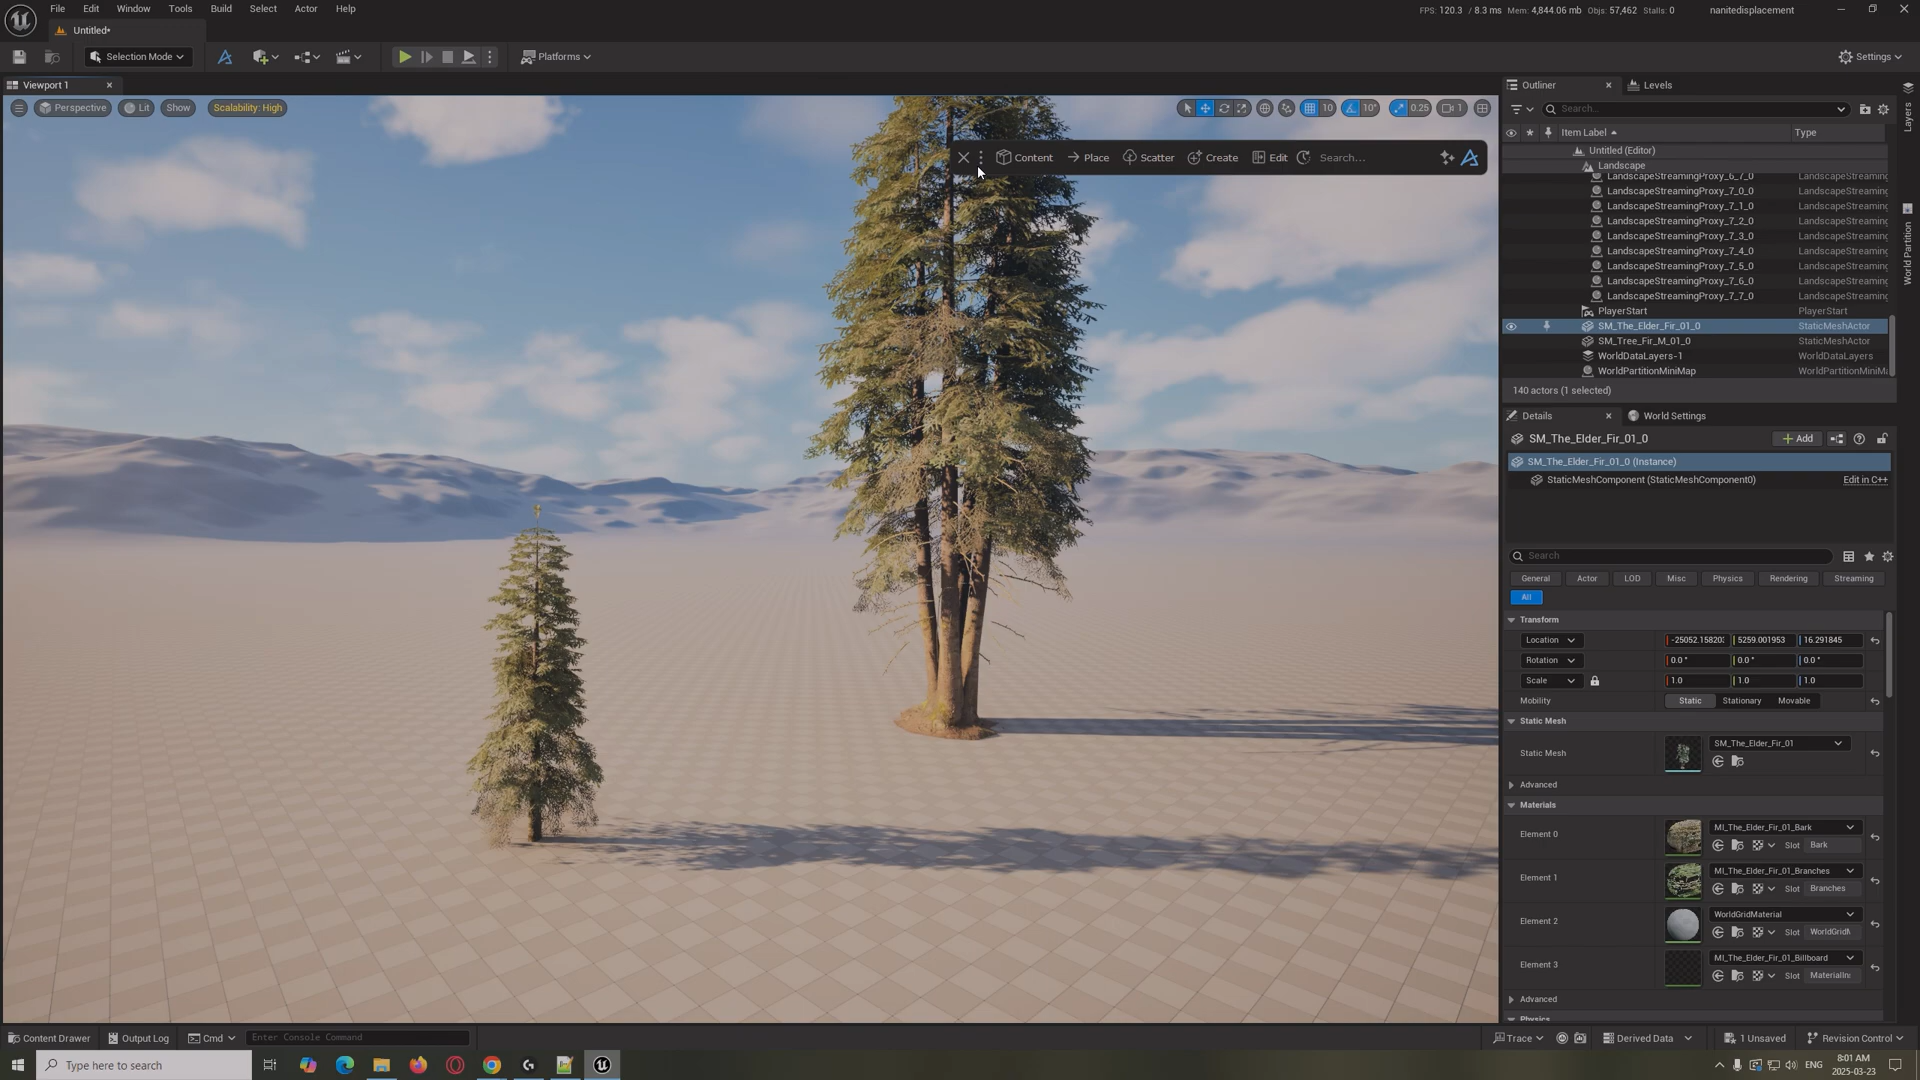 File Edit Window Tools Build Select Actor Help
FPS: 120.3 / 8.3 ms Mem: 4,844.06 mb Objs: 57,462 Stalls: 0 nanitedisplacement
Untitled*
Selection Mode Platforms Settings
Viewport 1
Perspective Lit Show Scalability: High
10 10° 0.25 1
Content Place Scatter Create Edit Search...
Outliner Levels
Search...
Item Label Type
Untitled (Editor)
Landscape
LandscapeStreamingProxy_6_7_0 LandscapeStreaming
LandscapeStreamingProxy_7_0_0 LandscapeStreaming
LandscapeStreamingProxy_7_1_0 LandscapeStreaming
LandscapeStreamingProxy_7_2_0 LandscapeStreaming
LandscapeStreamingProxy_7_3_0 LandscapeStreaming
LandscapeStreamingProxy_7_4_0 LandscapeStreaming
LandscapeStreamingProxy_7_5_0 LandscapeStreaming
LandscapeStreamingProxy_7_6_0 LandscapeStreaming
LandscapeStreamingProxy_7_7_0 LandscapeStreaming
PlayerStart PlayerStart
SM_The_Elder_Fir_01_0 StaticMeshActor
SM_Tree_Fir_M_01_0 StaticMeshActor
WorldDataLayers-1 WorldDataLayers
WorldPartitionMiniMap WorldPartitionMiniMa
140 actors (1 selected)
Layers
World Partition
Details World Settings
SM_The_Elder_Fir_01_0 Add
SM_The_Elder_Fir_01_0 (Instance)
StaticMeshComponent (StaticMeshComponent0) Edit in C++
Search
General Actor LOD Misc Physics Rendering Streaming
All
Transform
Location -25052.158203 5259.001953 16.291845
Rotation 0.0 ° 0.0 ° 0.0 °
Scale 1.0 1.0 1.0
Mobility Static Stationary Movable
Static Mesh
Static Mesh SM_The_Elder_Fir_01
Advanced
Materials
Element 0 MI_The_Elder_Fir_01_Bark
Slot Bark
Element 1 MI_The_Elder_Fir_01_Branches
Slot Branches
Element 2 WorldGridMaterial
Slot WorldGridM
Element 3 MI_The_Elder_Fir_01_Billboard
Slot MaterialIns
Advanced
Physics
Content Drawer Output Log Cmd Enter Console Command Trace Derived Data 1 Unsaved Revision Control
Type here to search
ENG
8:01 AM
2025-03-23